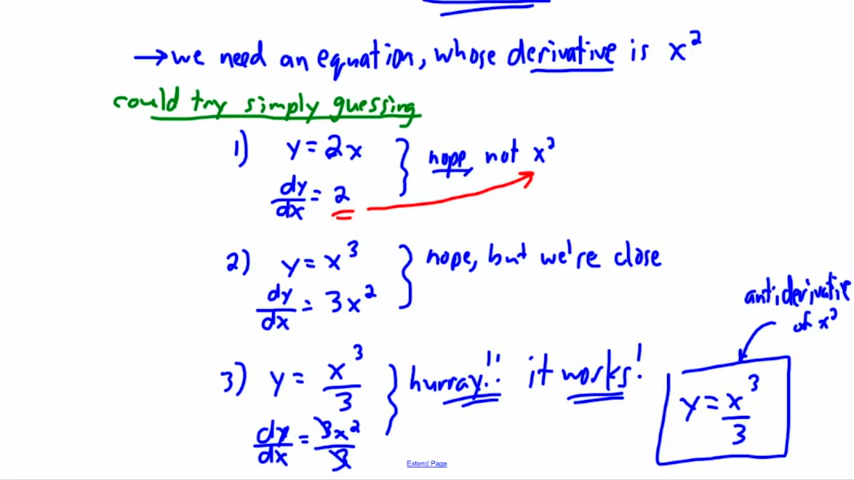 →we need an equation, whose derivative is x²
could try simply guessing
1) y = 2x
dy/dx = 2
nope, not x²
2) y = x³
dy/dx = 3x²
nope, but we're close
3) y = x³/3
dy/dx = 3x²/3
hurray!! it works!
antiderivative
of x²
y = x³/3
Extend Page